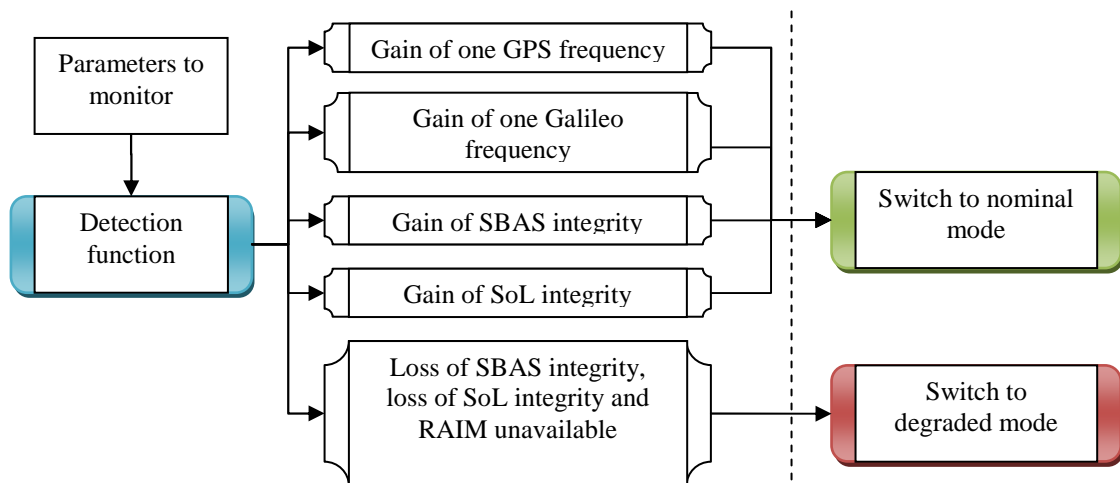 Parameters to
monitor
Detection
function
Gain of one GPS frequency
Gain of one Galileo
frequency
Gain of SBAS integrity
Gain of SoL integrity
Loss of SBAS integrity,
loss of SoL integrity and
RAIM unavailable
Switch to nominal
mode
Switch to
degraded mode